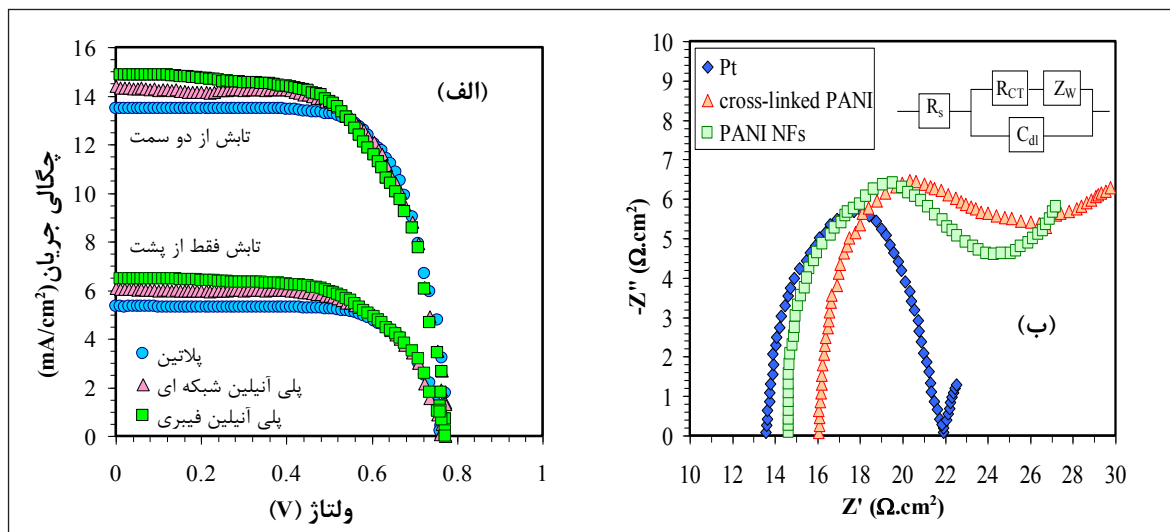 چگالی جریان (mA/cm²)
16
14
12
10
8
6
4
2
0
(الف)
تابش از دو سمت
تابش فقط از پشت
پلاتین
پلی آنیلین شبکه ای
پلی آنیلین فیبری
0 0.2 0.4 0.6 0.8 1
ولتاژ (V)
-Z" (Ω.cm²)
10
9
8
7
6
5
4
3
2
1
0
Pt
cross-linked PANI
PANI NFs
R_s
R_CT
Z_W
C_dl
(ب)
10 12 14 16 18 20 22 24 26 28 30
Z' (Ω.cm²)